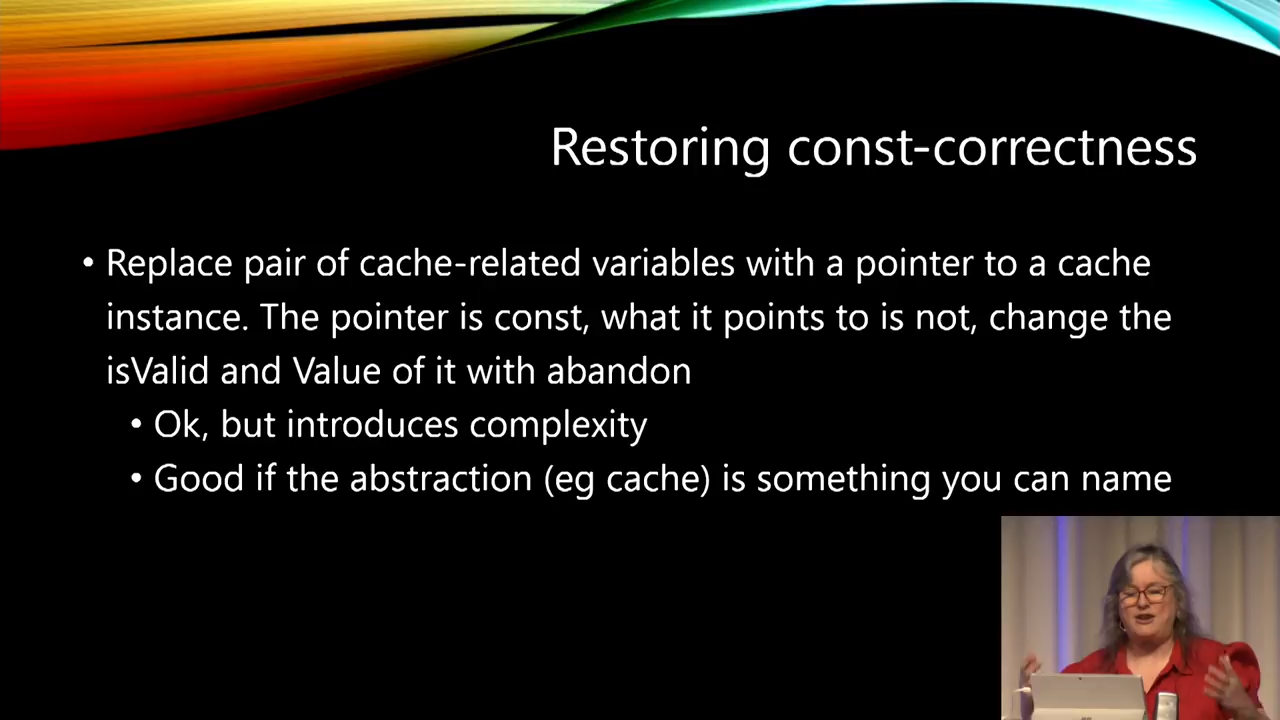 Restoring const-correctness
• Replace pair of cache-related variables with a pointer to a cache
instance. The pointer is const, what it points to is not, change the
isValid and Value of it with abandon
• Ok, but introduces complexity
• Good if the abstraction (eg cache) is something you can name